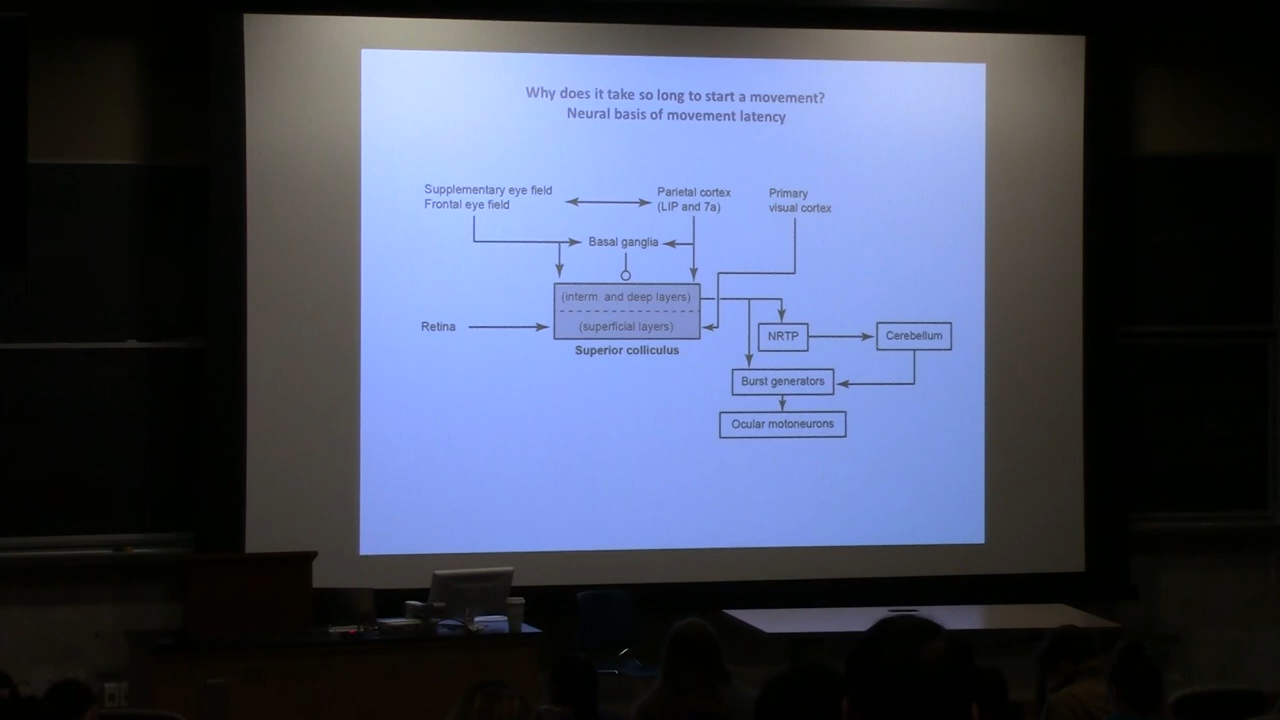 Why does it take so long to start a movement?
Neural basis of movement latency
Supplementary eye field
Frontal eye field
Parietal cortex
(LIP and 7a)
Primary
visual cortex
Basal ganglia
(interm. and deep layers)
Retina
(superficial layers)
Superior colliculus
NRTP
Cerebellum
Burst generators
Ocular motoneurons